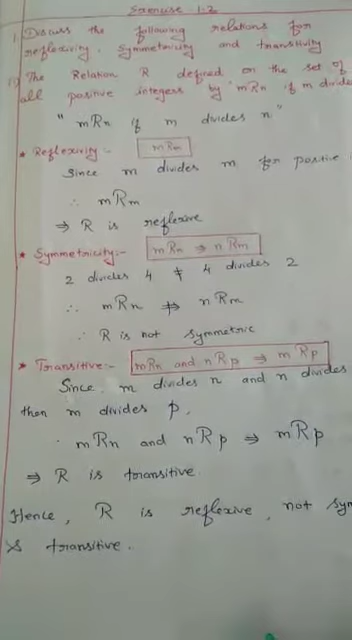 Exercise 1.2
1. Discuss the following relations for
reflexivity, Symmetricity and transitivity
(i) The Relation R defined on the set of
all positive integers by "mRn if m divides
" mRn if m divides n"
* Reflexivity:- mRm
Since m divides m for positive
∴ mRm
⇒ R is reflexive
* Symmetricity:- mRn ⇒ nRm
2 divides 4 ⇏ 4 divides 2
∴ mRn ⇏ nRm
∴ R is not symmetric
* Transitive:- mRn and nRp ⇒ mRp
Since m divides n and n divides
then m divides p.
∴ mRn and nRp ⇒ mRp
⇒ R is transitive.
Hence, R is reflexive, not sym
& transitive.